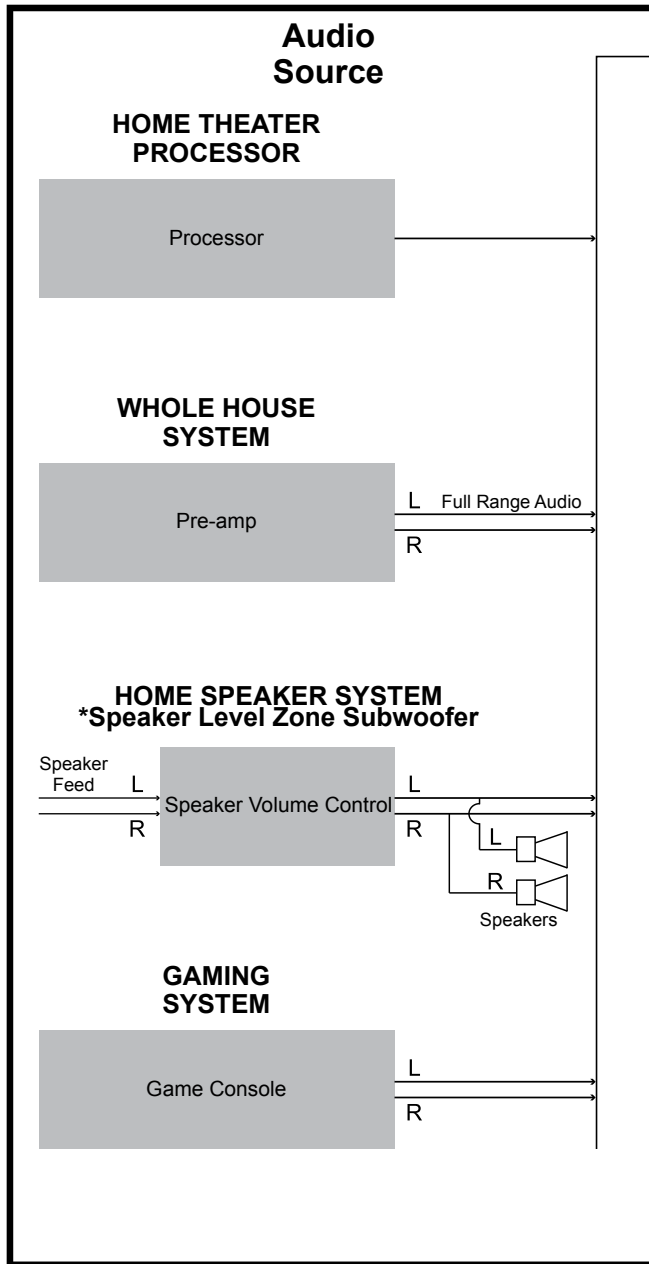 Audio
Source
HOME THEATER
PROCESSOR
Processor
WHOLE HOUSE
SYSTEM
Pre-amp
L
Full Range Audio
R
HOME SPEAKER SYSTEM
*Speaker Level Zone Subwoofer
Speaker
Feed
L
R
Speaker Volume Control
L
R
L
R
Speakers
GAMING
SYSTEM
Game Console
L
R